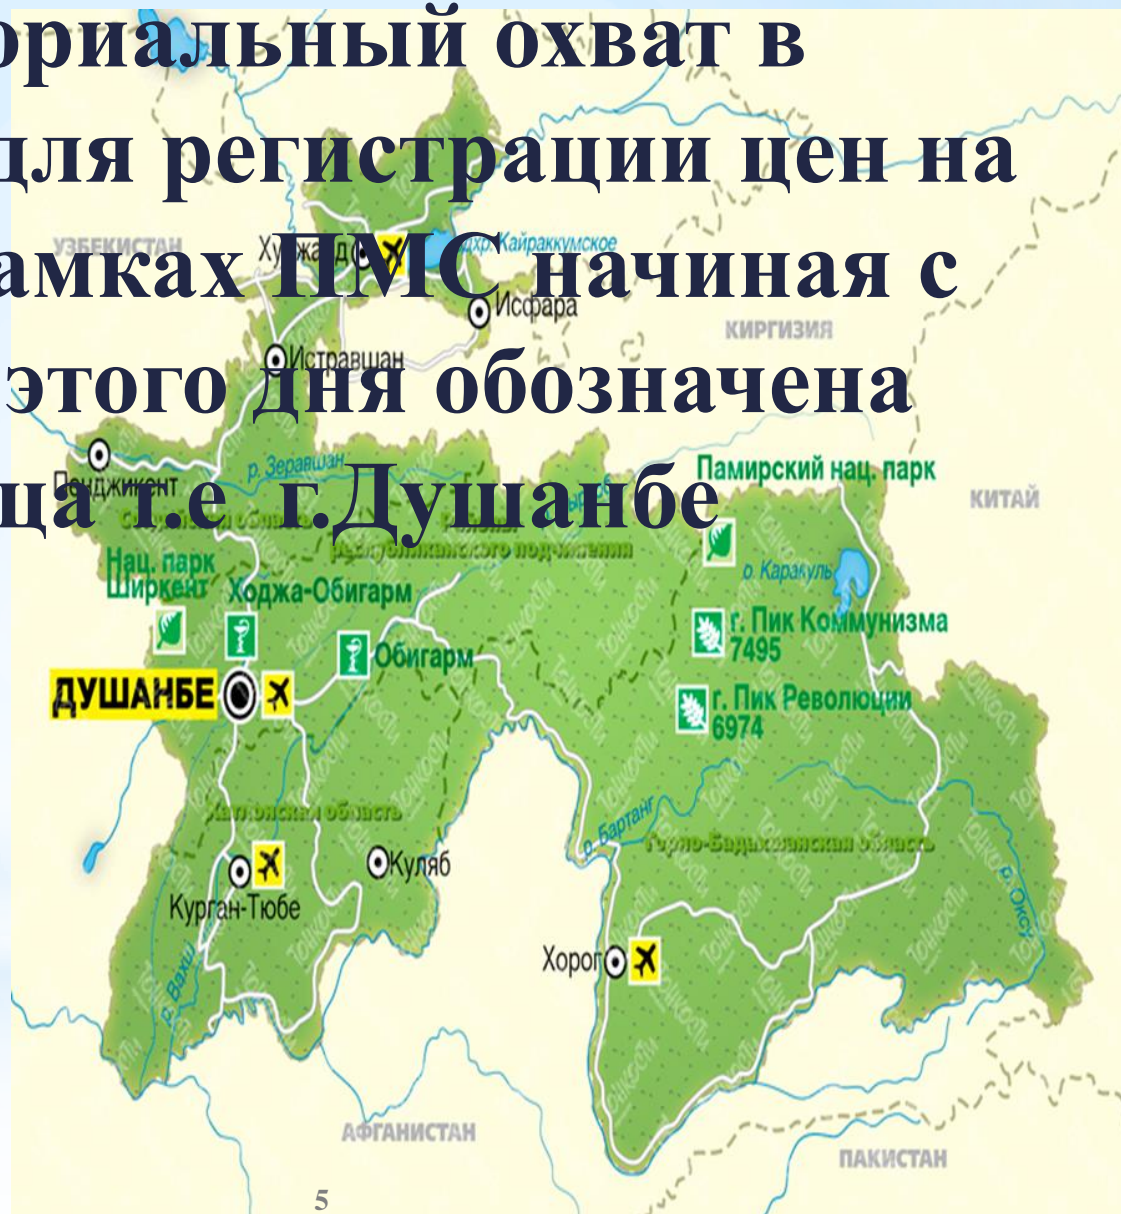 ориальный охват в
для регистрации цен на
амках ПМС начиная с
этого дня обозначена
ца т.е г.Душанбе
УЗБЕКИСТАН
Худжанд
вдхр. Кайраккумское
Исфара
КИРГИЗИЯ
Истравшан
Пенджикент
р. Зеравшан
Памирский нац. парк
КИТАЙ
республиканского подчинения
Нац. парк
Ширкент
Ходжа-Обигарм
о. Каракуль
г. Пик Коммунизма
7495
Обигарм
ДУШАНБЕ
г. Пик Революции
6974
Хатлонская область
р. Бартанг
Горно-Бадахшанская область
Куляб
Курган-Тюбе
р. Оксу
Хорог
р. Вахш
АФГАНИСТАН
ПАКИСТАН
5